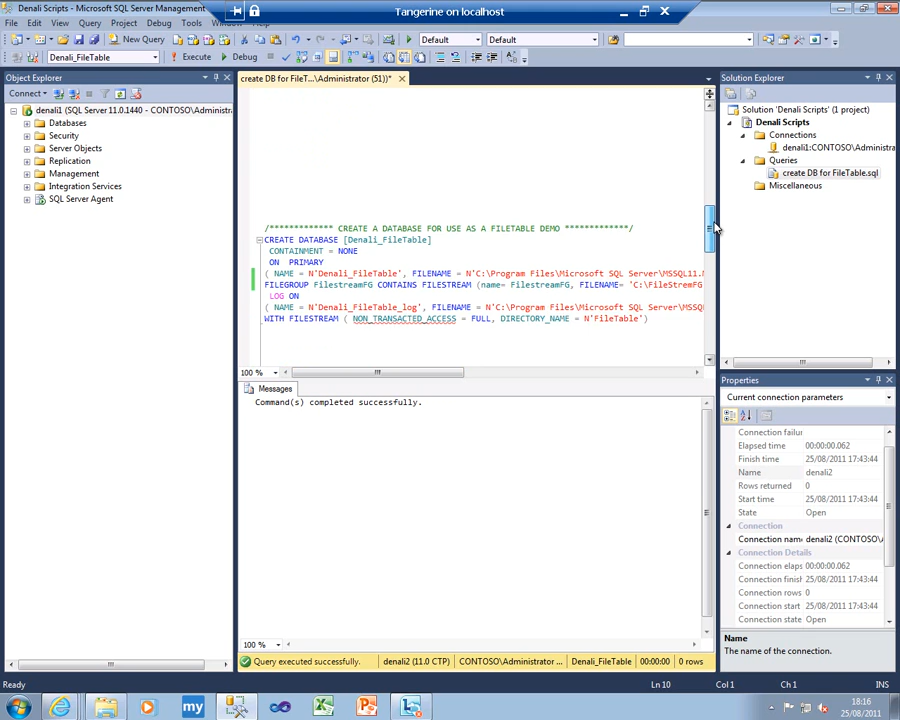 Tangerine on localhost
Denali Scripts - Microsoft SQL Server Management
File Edit View Query Project Debug Tools Window
New Query Default Default
Denali_FileTable Execute Debug
Object Explorer
Connect
denali1 (SQL Server 11.0.1440 - CONTOSO\Administra
Databases
Security
Server Objects
Replication
Management
Integration Services
SQL Server Agent
create DB for FileT...\Administrator (51))*
/************* CREATE A DATABASE FOR USE AS A FILETABLE DEMO *************/
CREATE DATABASE [Denali_FileTable]
CONTAINMENT = NONE
ON PRIMARY
( NAME = N'Denali_FileTable', FILENAME = N'C:\Program Files\Microsoft SQL Server\MSSQL11.
FILEGROUP FilestreamFG CONTAINS FILESTREAM (name= FilestreamFG, FILENAME= 'C:\FileStremFG
LOG ON
( NAME = N'Denali_FileTable_log', FILENAME = N'C:\Program Files\Microsoft SQL Server\MSSQ
WITH FILESTREAM ( NON_TRANSACTED_ACCESS = FULL, DIRECTORY_NAME = N'FileTable')
100 %
Messages
Command(s) completed successfully.
100 %
Query executed successfully. denali2 (11.0 CTP) CONTOSO\Administrator ... Denali_FileTable 00:00:00 0 rows
Solution Explorer
Solution 'Denali Scripts' (1 project)
Denali Scripts
Connections
denali1:CONTOSO\Administra
Queries
create DB for FileTable.sql
Miscellaneous
Properties
Current connection parameters
Connection failur
Elapsed time 00:00:00.062
Finish time 25/08/2011 17:43:44
Name denali2
Rows returned 0
Start time 25/08/2011 17:43:44
State Open
Connection
Connection name denali2 (CONTOSO\
Connection Details
Connection elaps 00:00:00.062
Connection finish 25/08/2011 17:43:44
Connection rows 0
Connection start 25/08/2011 17:43:44
Connection state Open
Name
The name of the connection.
Ready Ln 10 Col 1 Ch 1 INS
my
18:16
25/08/2011